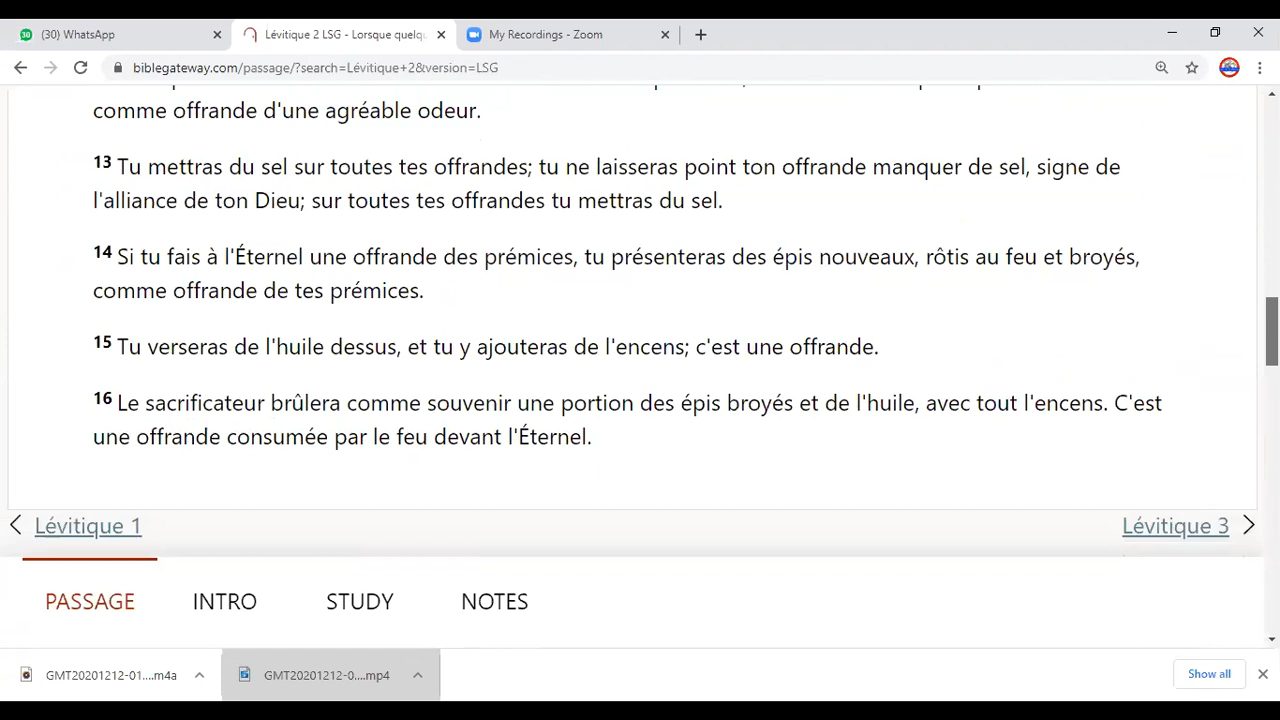 30 (30) WhatsApp
Lévitique 2 LSG - Lorsque quelqu
My Recordings - Zoom
biblegateway.com/passage/?search=Lévitique+2&version=LSG
comme offrande d'une agréable odeur.
13 Tu mettras du sel sur toutes tes offrandes; tu ne laisseras point ton offrande manquer de sel, signe de
l'alliance de ton Dieu; sur toutes tes offrandes tu mettras du sel.
14 Si tu fais à l'Éternel une offrande des prémices, tu présenteras des épis nouveaux, rôtis au feu et broyés,
comme offrande de tes prémices.
15 Tu verseras de l'huile dessus, et tu y ajouteras de l'encens; c'est une offrande.
16 Le sacrificateur brûlera comme souvenir une portion des épis broyés et de l'huile, avec tout l'encens. C'est
une offrande consumée par le feu devant l'Éternel.
Lévitique 1
Lévitique 3
PASSAGE INTRO STUDY NOTES
GMT20201212-01....m4a
GMT20201212-0....mp4
Show all